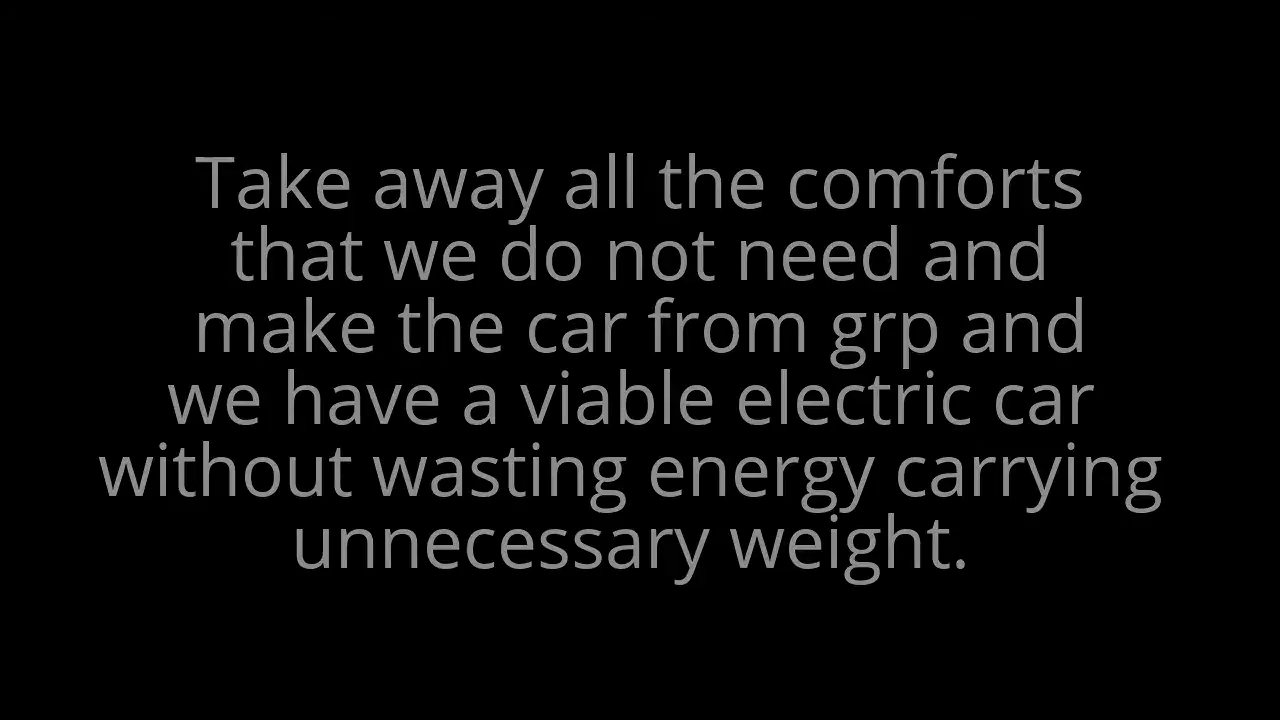 Take away all the comforts
that we do not need and
make the car from grp and
we have a viable electric car
without wasting energy carrying
unnecessary weight.